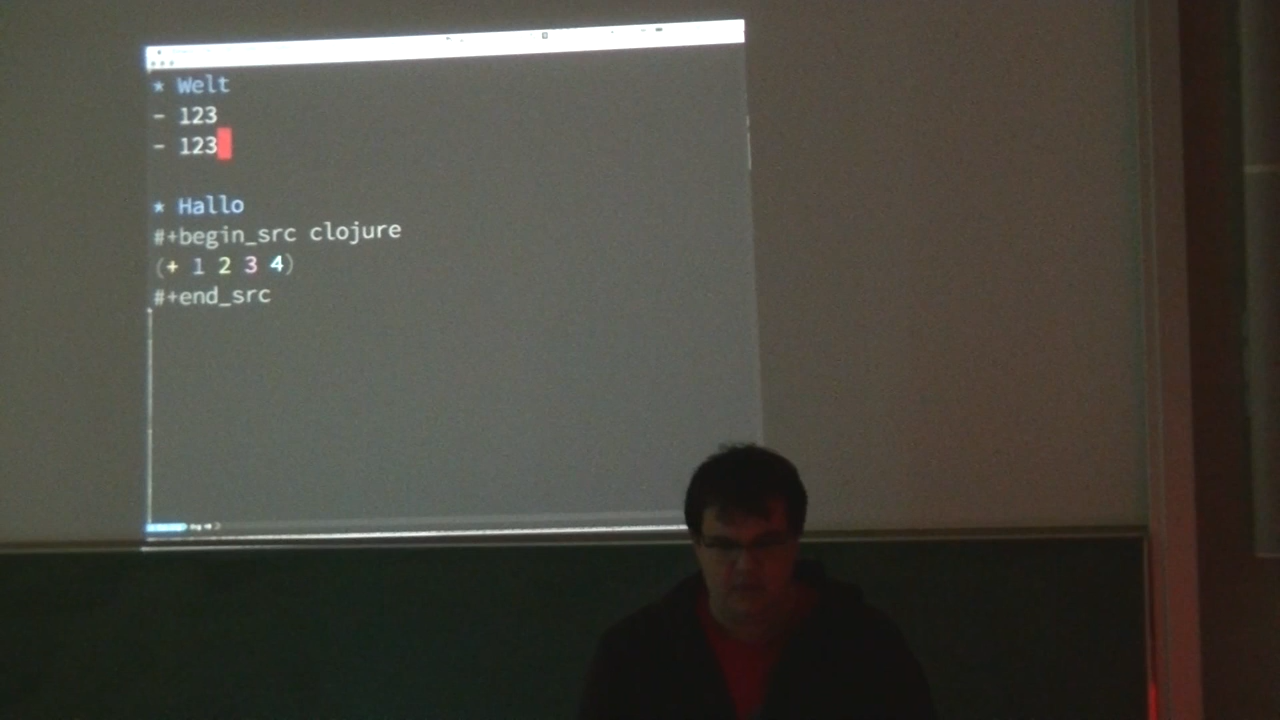 * Welt
- 123
- 123
* Hallo
#+begin_src clojure
(+ 1 2 3 4)
#+end_src